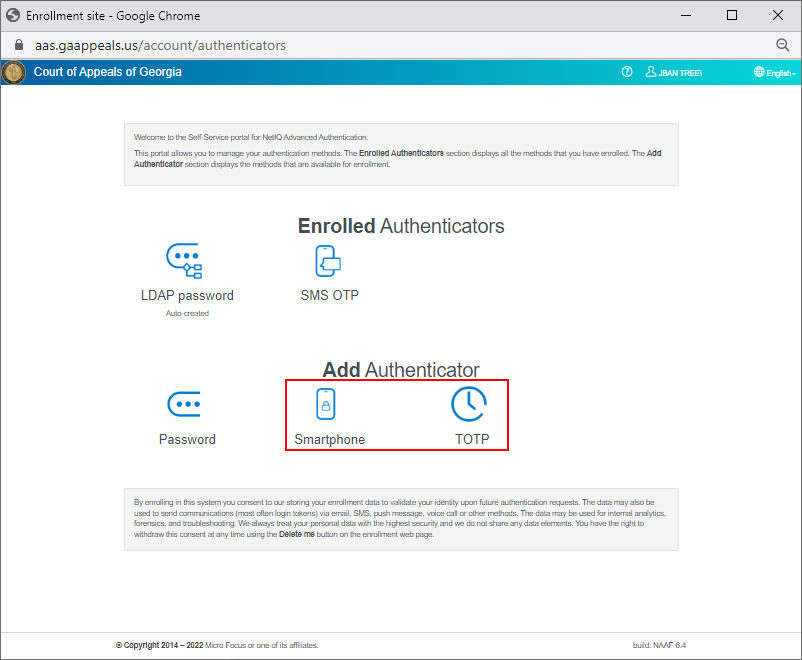 Enrollment site - Google Chrome
aas.gaappeals.us/account/authenticators
Court of Appeals of Georgia
JBAN TREE\
English
Welcome to the Self-Service portal for NetIQ Advanced Authentication.
This portal allows you to manage your authentication methods. The Enrolled Authenticators section displays all the methods that you have enrolled. The Add
Authenticator section displays the methods that are available for enrollment.
Enrolled Authenticators
LDAP password
SMS OTP
Auto-created
Add Authenticator
Password
Smartphone
TOTP
By enrolling in this system you consent to our storing your enrollment data to validate your identity upon future authentication requests. The data may also be
used to send communications (most often login tokens) via email, SMS, push message, voice call or other methods. The data may be used for internal analytics,
forensics, and troubleshooting. We always treat your personal data with the highest security and we do not share any data elements. You have the right to
withdraw this consent at any time using the Delete me button on the enrollment web page.
© Copyright 2014 – 2022 Micro Focus or one of its affiliates.
build: NAAF-6.4